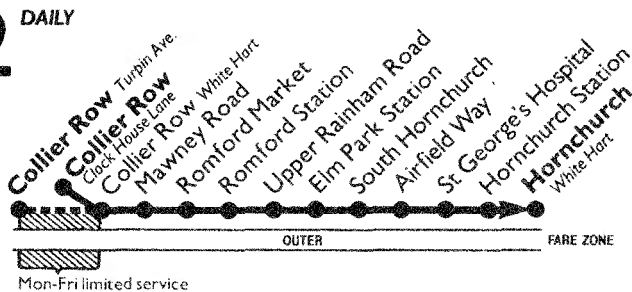 DAILY
Collier Row Turpin Ave.
Collier Row
Clock House Lane
Collier Row White Hart
Mawney Road
Romford Market
Romford Station
Upper Rainham Road
Elm Park Station
South Hornchurch
Airfield Way
St George's Hospital
Hornchurch Station
Hornchurch
White Hart
OUTER
FARE ZONE
Mon-Fri limited service